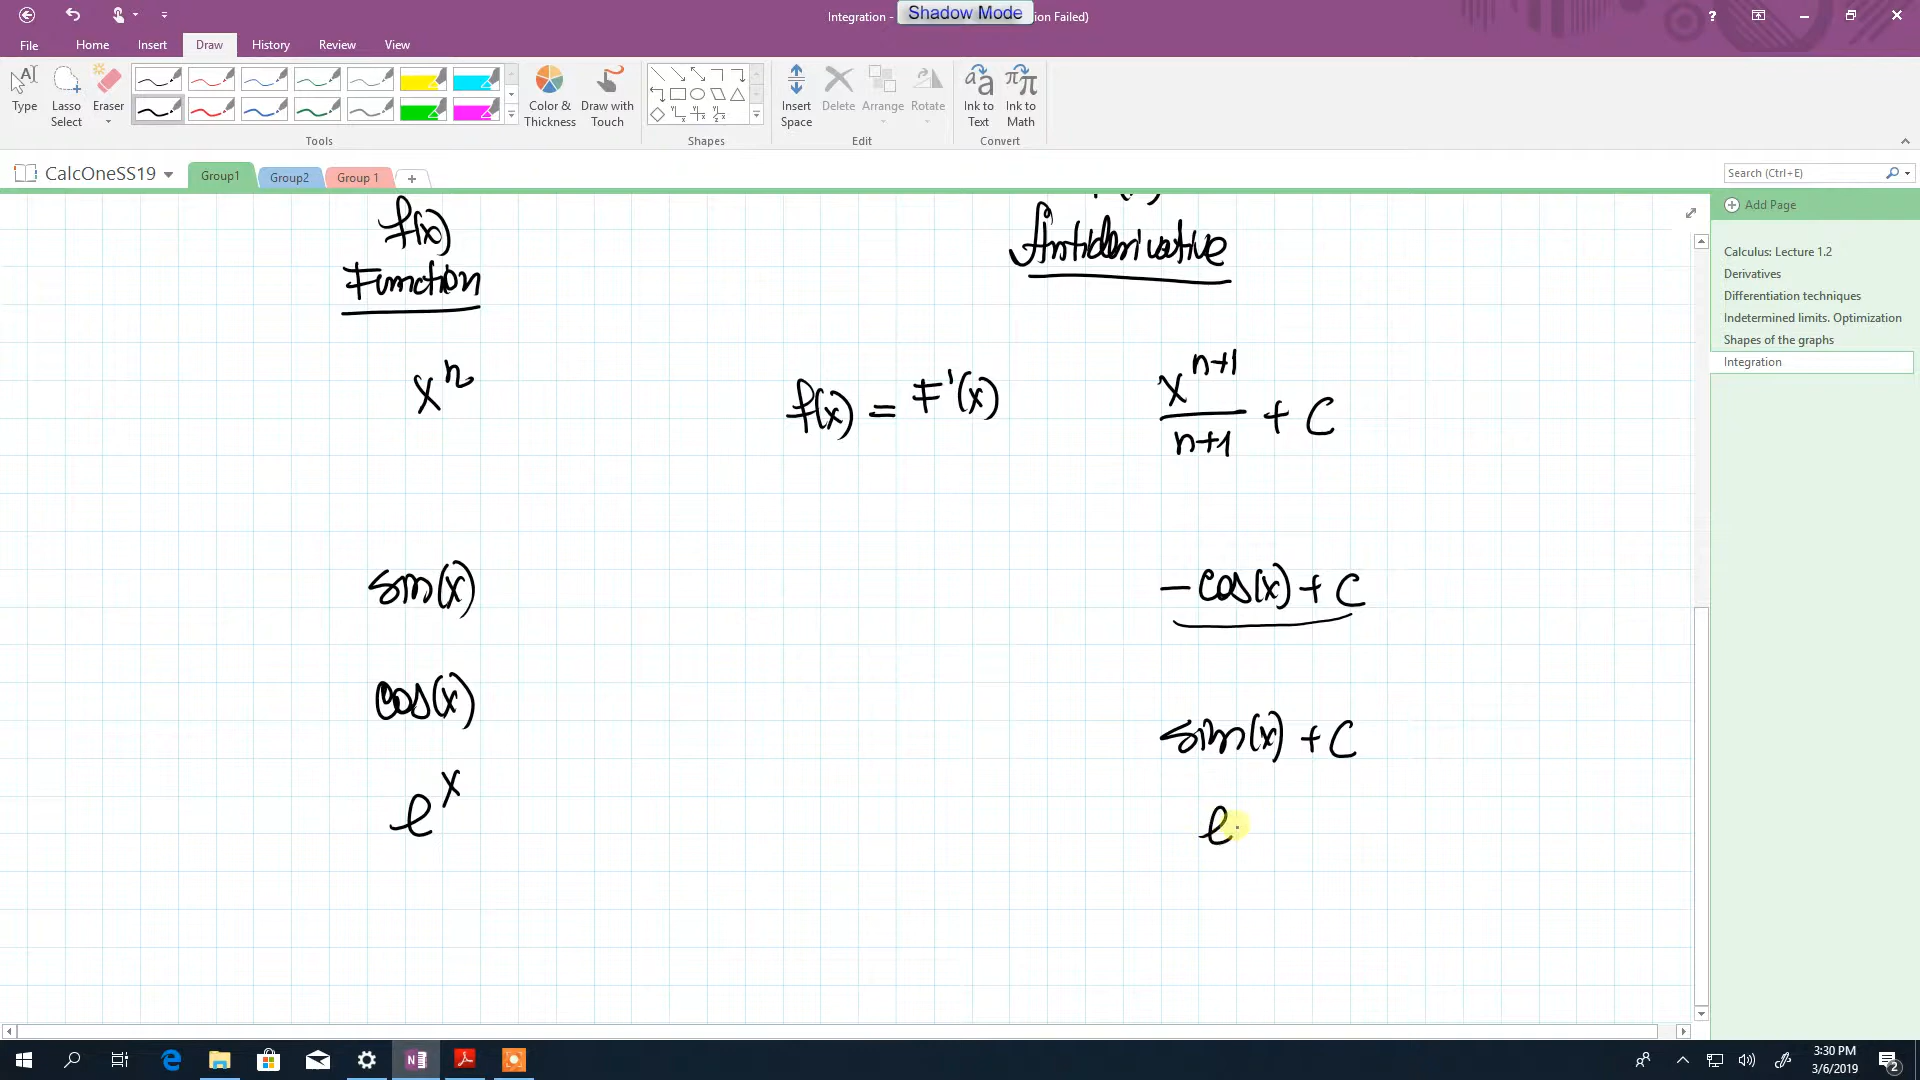 Integration -
Shadow Mode
ion Failed)
File
Home
Insert
Draw
History
Review
View
Type
Lasso Select
Eraser
Color & Thickness
Draw with Touch
Insert Space
Delete
Arrange
Rotate
Ink to Text
Ink to Math
Tools
Shapes
Edit
Convert
CalcOneSS19
Group1
Group2
Group 1
Search (Ctrl+E)
Add Page
Calculus: Lecture 1.2
Derivatives
Differentiation techniques
Indetermined limits. Optimization
Shapes of the graphs
Integration
f(x)
Function
Antiderivative
x^n
f(x) = F'(x)
x^{n+1}
n+1
+ C
sin(x)
- cos(x) + C
cos(x)
sin(x) + C
e^x
e
3:30 PM
3/6/2019
2